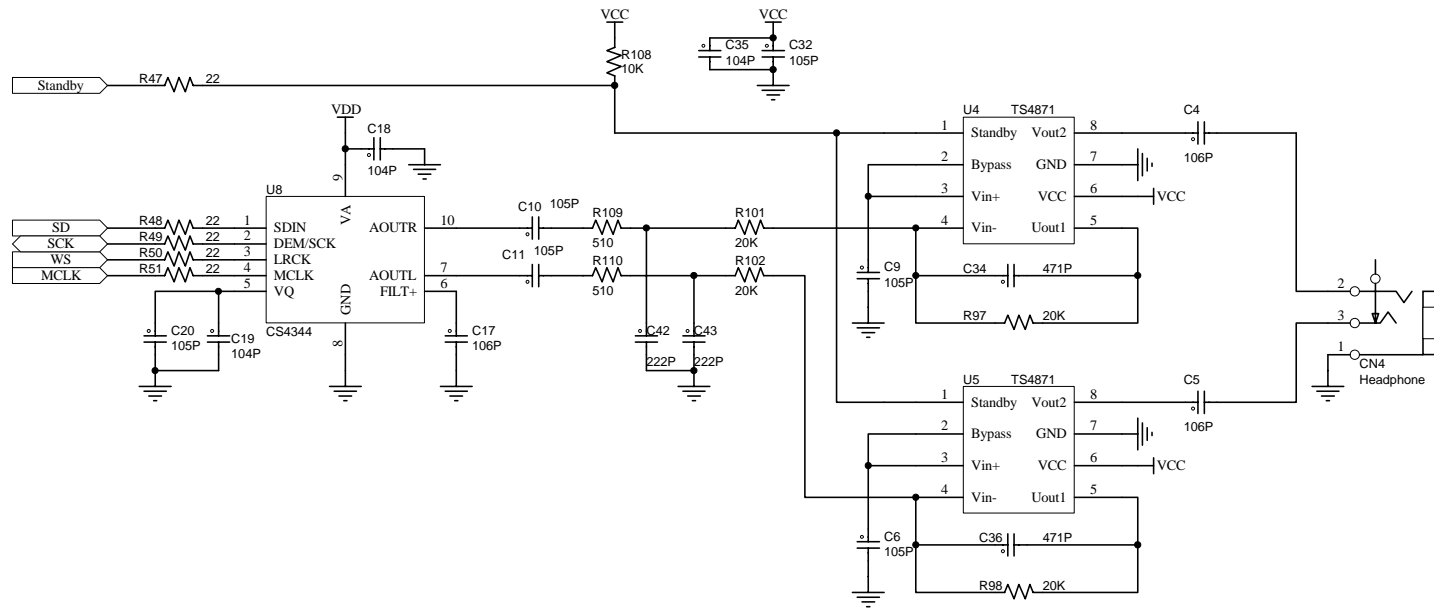 VCC
VCC
R108
10K
C35
104P
C32
105P
Standby
R47
22
VDD
C18
104P
9
U8
VA
SD
R48
22
1
SDIN
SCK
R49
22
2
DEM/SCK
WS
R50
22
3
LRCK
MCLK
R51
22
4
MCLK
5
VQ
AOUTR
10
AOUTL
7
FILT+
6
GND
8
CS4344
C20
105P
C19
104P
C17
106P
C10
105P
105P
C11
R109
510
R110
510
R101
20K
R102
20K
C42
222P
C43
222P
U4
TS4871
1
Standby
Vout2
8
2
Bypass
GND
7
3
Vin+
VCC
6
VCC
4
Vin-
Uout1
5
C9
105P
C34
471P
R97
20K
C4
106P
U5
TS4871
1
Standby
Vout2
8
2
Bypass
GND
7
3
Vin+
VCC
6
VCC
4
Vin-
Uout1
5
C6
105P
C36
471P
R98
20K
C5
106P
2
3
1
CN4
Headphone